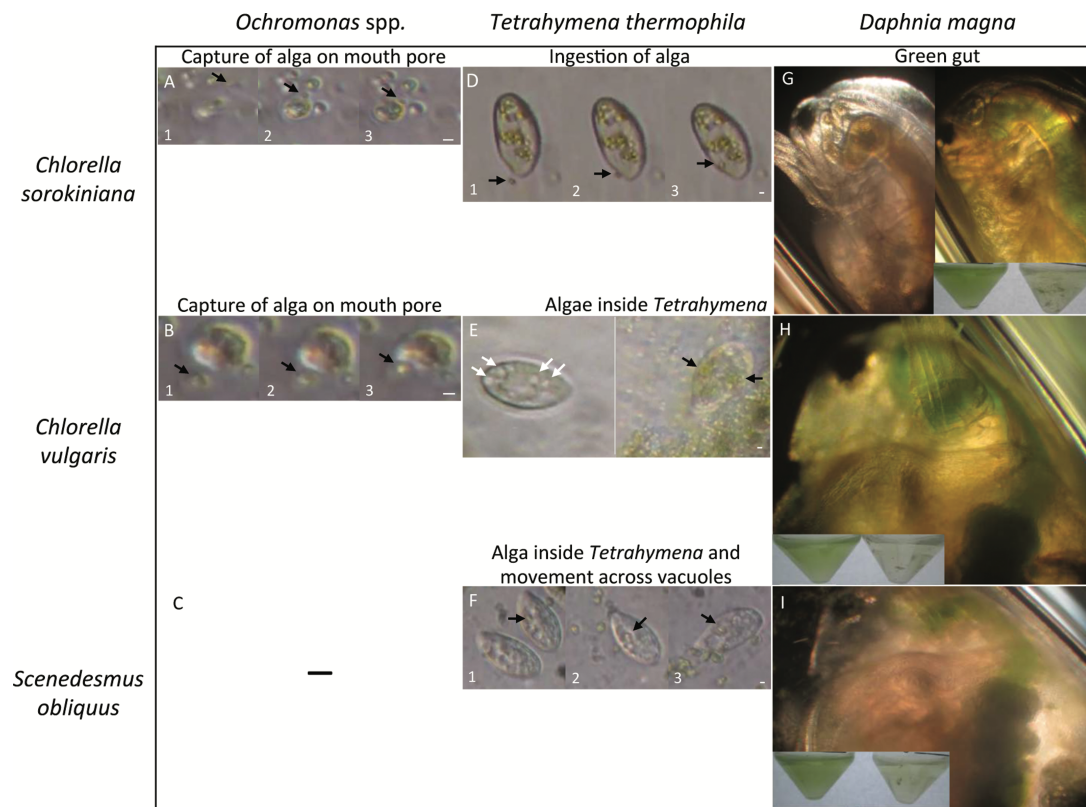 Ochromonas spp. Tetrahymena thermophila Daphnia magna
Capture of alga on mouth pore Ingestion of alga Green gut
A D G
1 2 3 1 2 3
Chlorella
sorokiniana
Capture of alga on mouth pore Algae inside Tetrahymena
B E H
1 2 3
Chlorella
vulgaris
Alga inside Tetrahymena and
movement across vacuoles
C F I
1 2 3
Scenedesmus
obliquus